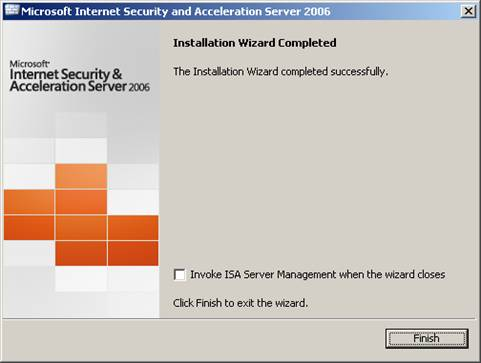 Microsoft Internet Security and Acceleration Server 2006
Microsoft®
Internet Security &
Acceleration Server 2006
Installation Wizard Completed
The Installation Wizard completed successfully.
Invoke ISA Server Management when the wizard closes
Click Finish to exit the wizard.
Finish